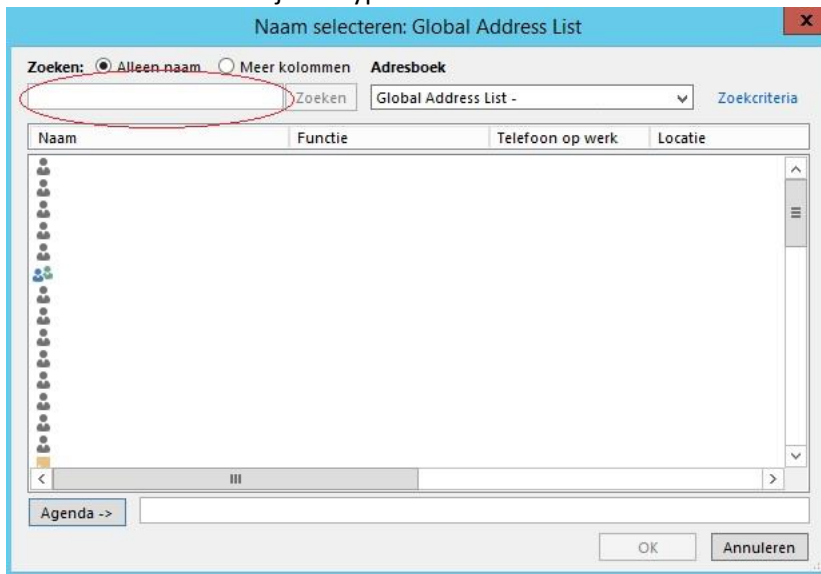 Naam selecteren: Global Address List
x
Zoeken: Alleen naam Meer kolommen Adresboek
Zoeken Global Address List - Zoekcriteria
Naam Functie Telefoon op werk Locatie
Agenda ->
OK Annuleren